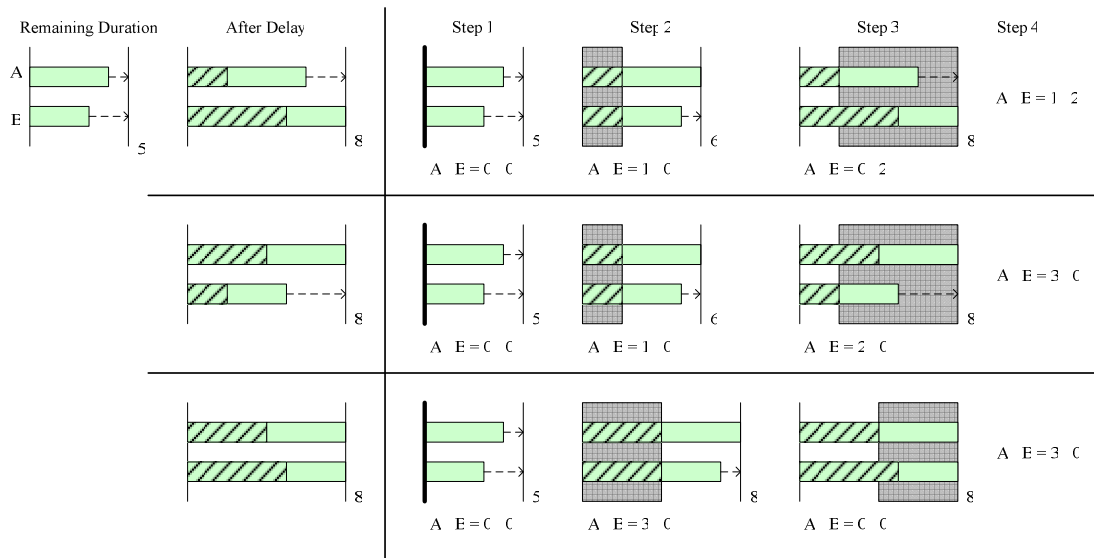 Remaining Duration
After Delay
Step 1
Step 2
Step 3
Step 4
A
E
5
8
5
6
8
A E = 0 0
A E = 1 0
A E = 0 2
A E = 1 2
8
5
6
8
A E = 0 0
A E = 1 0
A E = 2 0
A E = 3 0
8
5
8
8
A E = 0 0
A E = 3 0
A E = 0 0
A E = 3 0